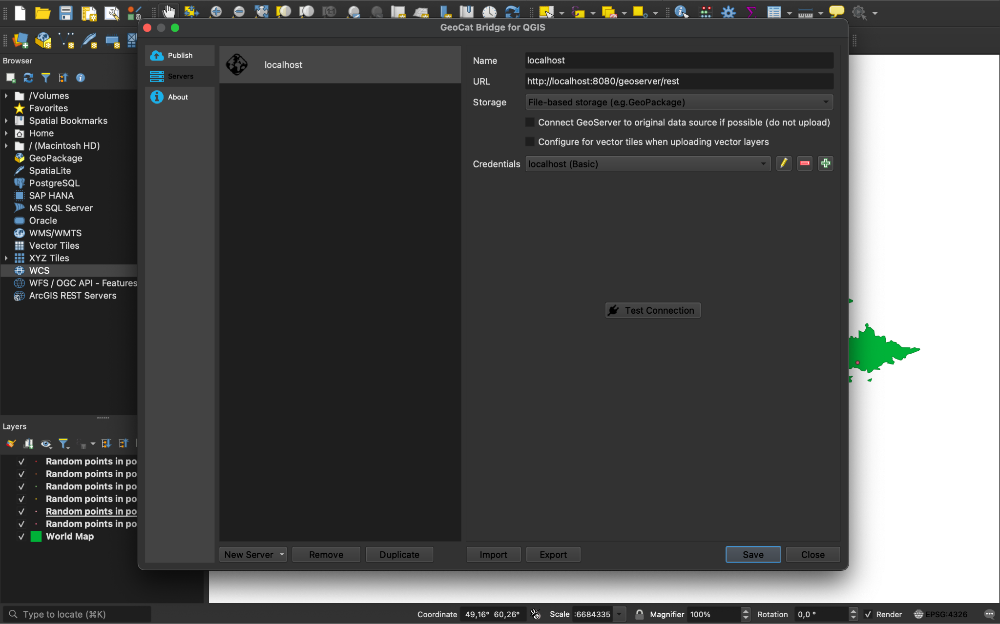 GeoCat Bridge for QGIS
1:1
Browser
/Volumes
Favorites
Spatial Bookmarks
Home
/ (Macintosh HD)
GeoPackage
SpatiaLite
PostgreSQL
SAP HANA
MS SQL Server
Oracle
WMS/WMTS
Vector Tiles
XYZ Tiles
WCS
WFS / OGC API - Features
ArcGIS REST Servers
Layers
Random points in po
Random points in po
Random points in po
Random points in po
Random points in po
Random points in po
World Map
Publish
Servers
About
localhost
Name localhost
URL http://localhost:8080/geoserver/rest
Storage File-based storage (e.g.GeoPackage)
Connect GeoServer to original data source if possible (do not upload)
Configure for vector tiles when uploading vector layers
Credentials localhost (Basic)
Test Connection
New Server Remove Duplicate Import Export Save Close
Type to locate (⌘K) Coordinate 49,16° 60,26° Scale :6684335 Magnifier 100% Rotation 0,0 ° Render EPSG:4326